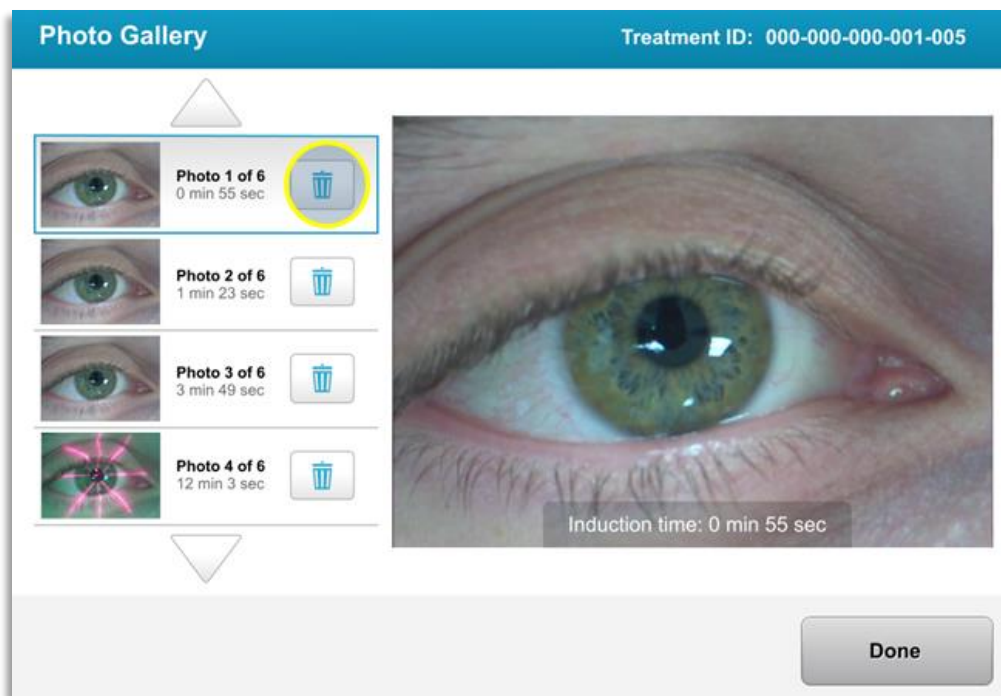 Photo Gallery
Treatment ID: 000-000-000-001-005
Photo 1 of 6
0 min 55 sec
Photo 2 of 6
1 min 23 sec
Photo 3 of 6
3 min 49 sec
Photo 4 of 6
12 min 3 sec
Induction time: 0 min 55 sec
Done